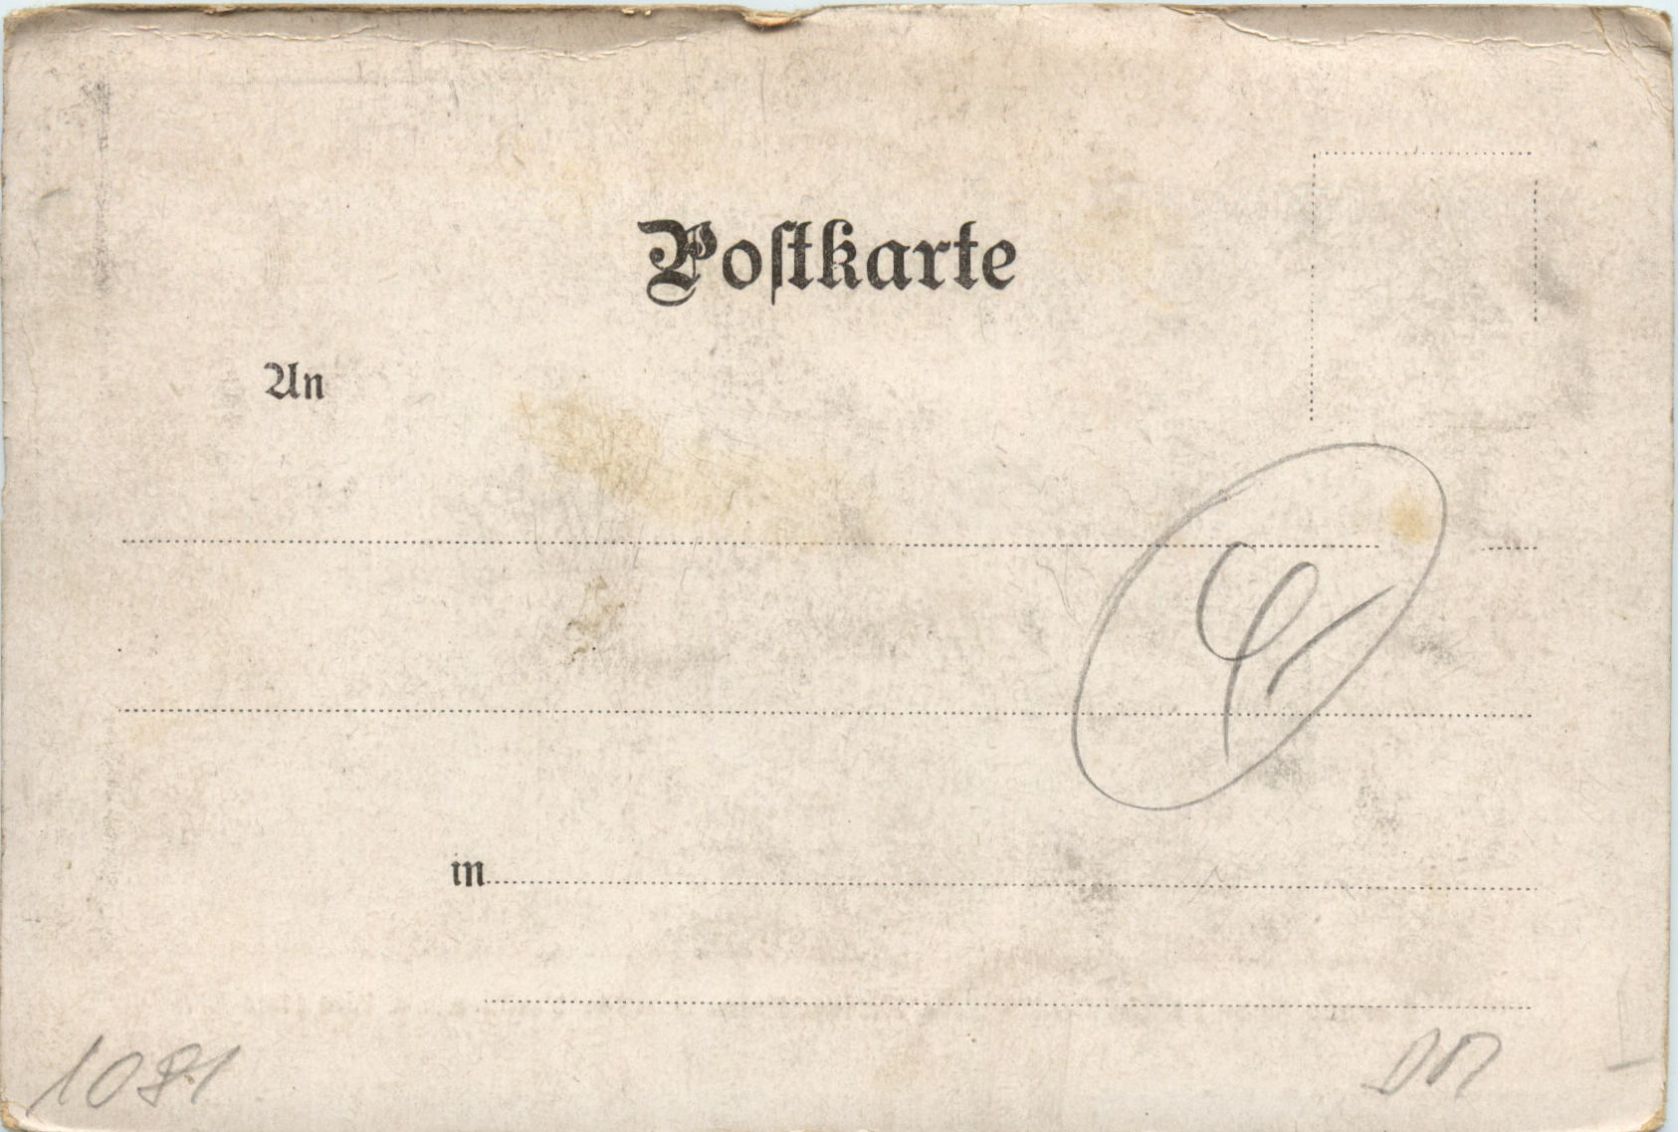 Postkarte
An
in
1081